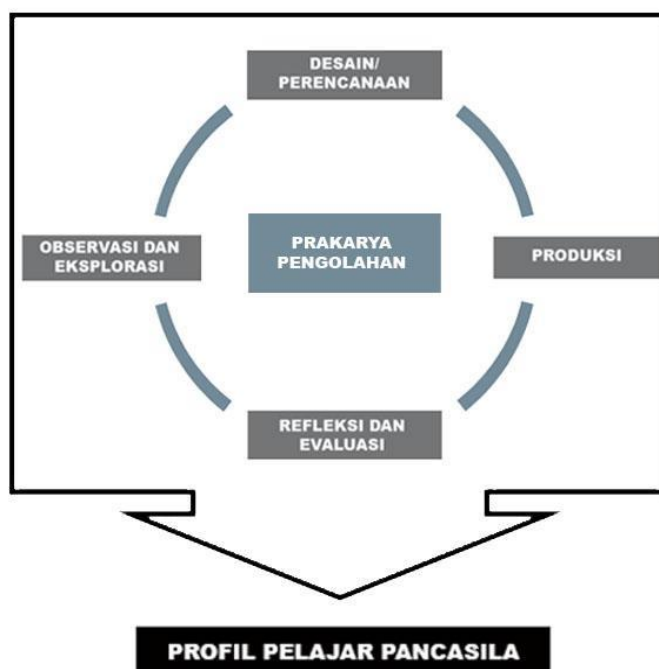 DESAIN/
PERENCANAAN
OBSERVASI DAN
EKSPLORASI
PRAKARYA
PENGOLAHAN
PRODUKSI
REFLEKSI DAN
EVALUASI
PROFIL PELAJAR PANCASILA